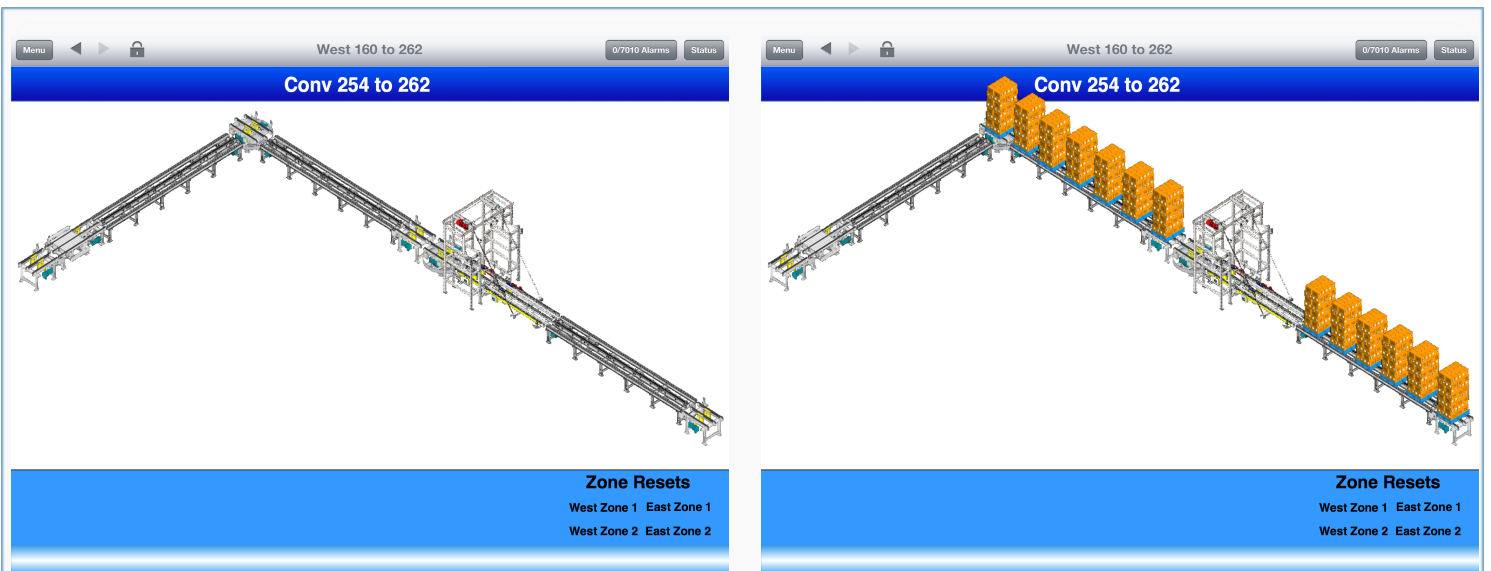 Menu West 160 to 262 0/7010 Alarms Status
Conv 254 to 262
Zone Resets
West Zone 1 East Zone 1
West Zone 2 East Zone 2
Menu West 160 to 262 0/7010 Alarms Status
Conv 254 to 262
Zone Resets
West Zone 1 East Zone 1
West Zone 2 East Zone 2